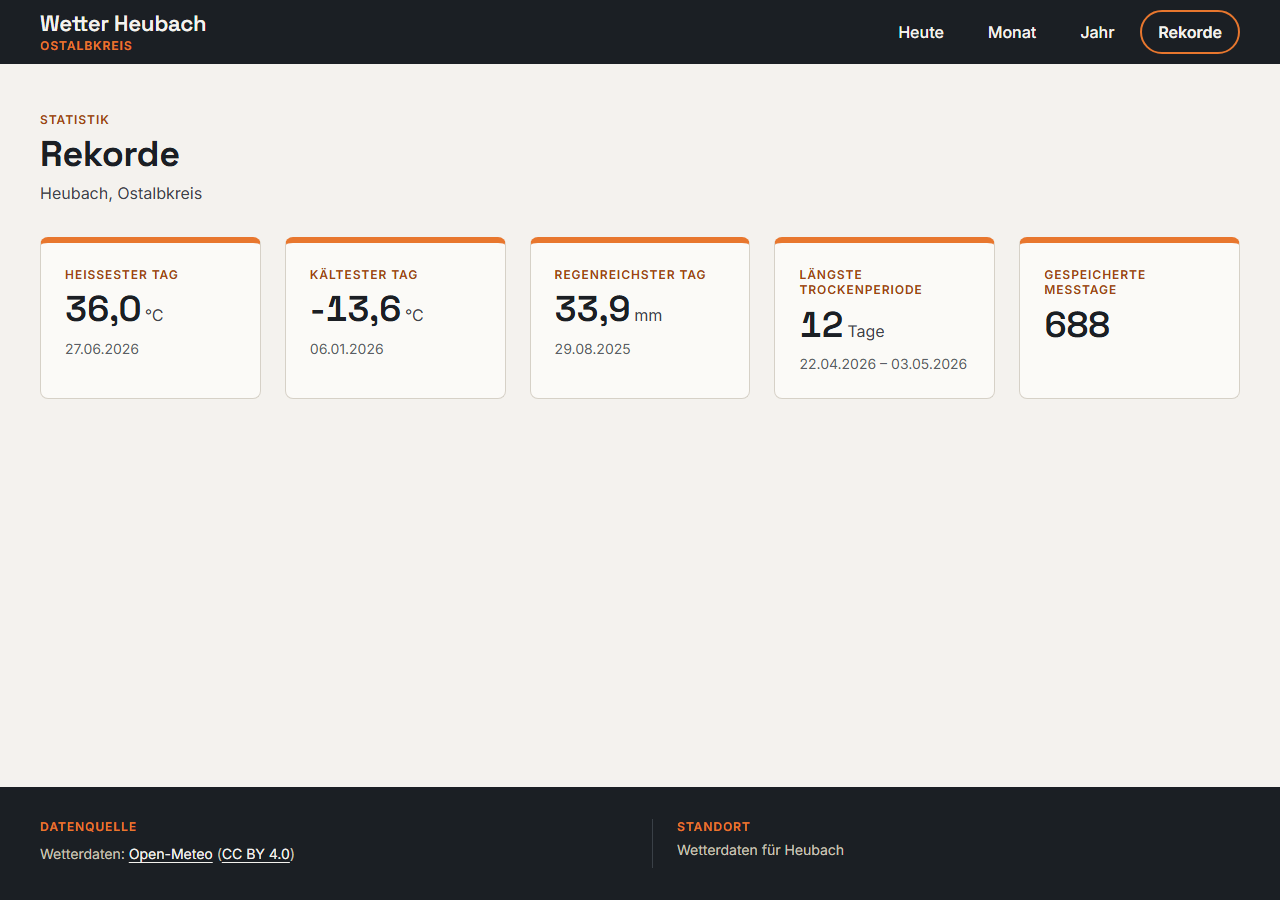 Wetter Heubach
OSTALBKREIS
Heute
Monat
Jahr
Rekorde
STATISTIK
Rekorde
Heubach, Ostalbkreis
HEISSESTER TAG
36,0 °C
27.06.2026
KÄLTESTER TAG
-13,6 °C
06.01.2026
REGENREICHSTER TAG
33,9 mm
29.08.2025
LÄNGSTE
TROCKENPERIODE
12 Tage
22.04.2026 – 03.05.2026
GESPEICHERTE
MESSTAGE
688
DATENQUELLE
Wetterdaten: Open-Meteo (CC BY 4.0)
STANDORT
Wetterdaten für Heubach